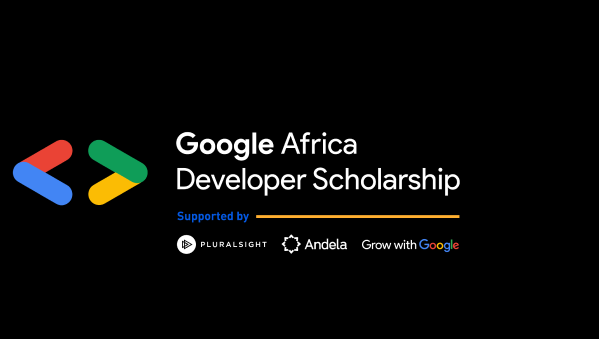 Google Africa
Developer Scholarship
Supported by
PLURALSIGHT Andela Grow with Google